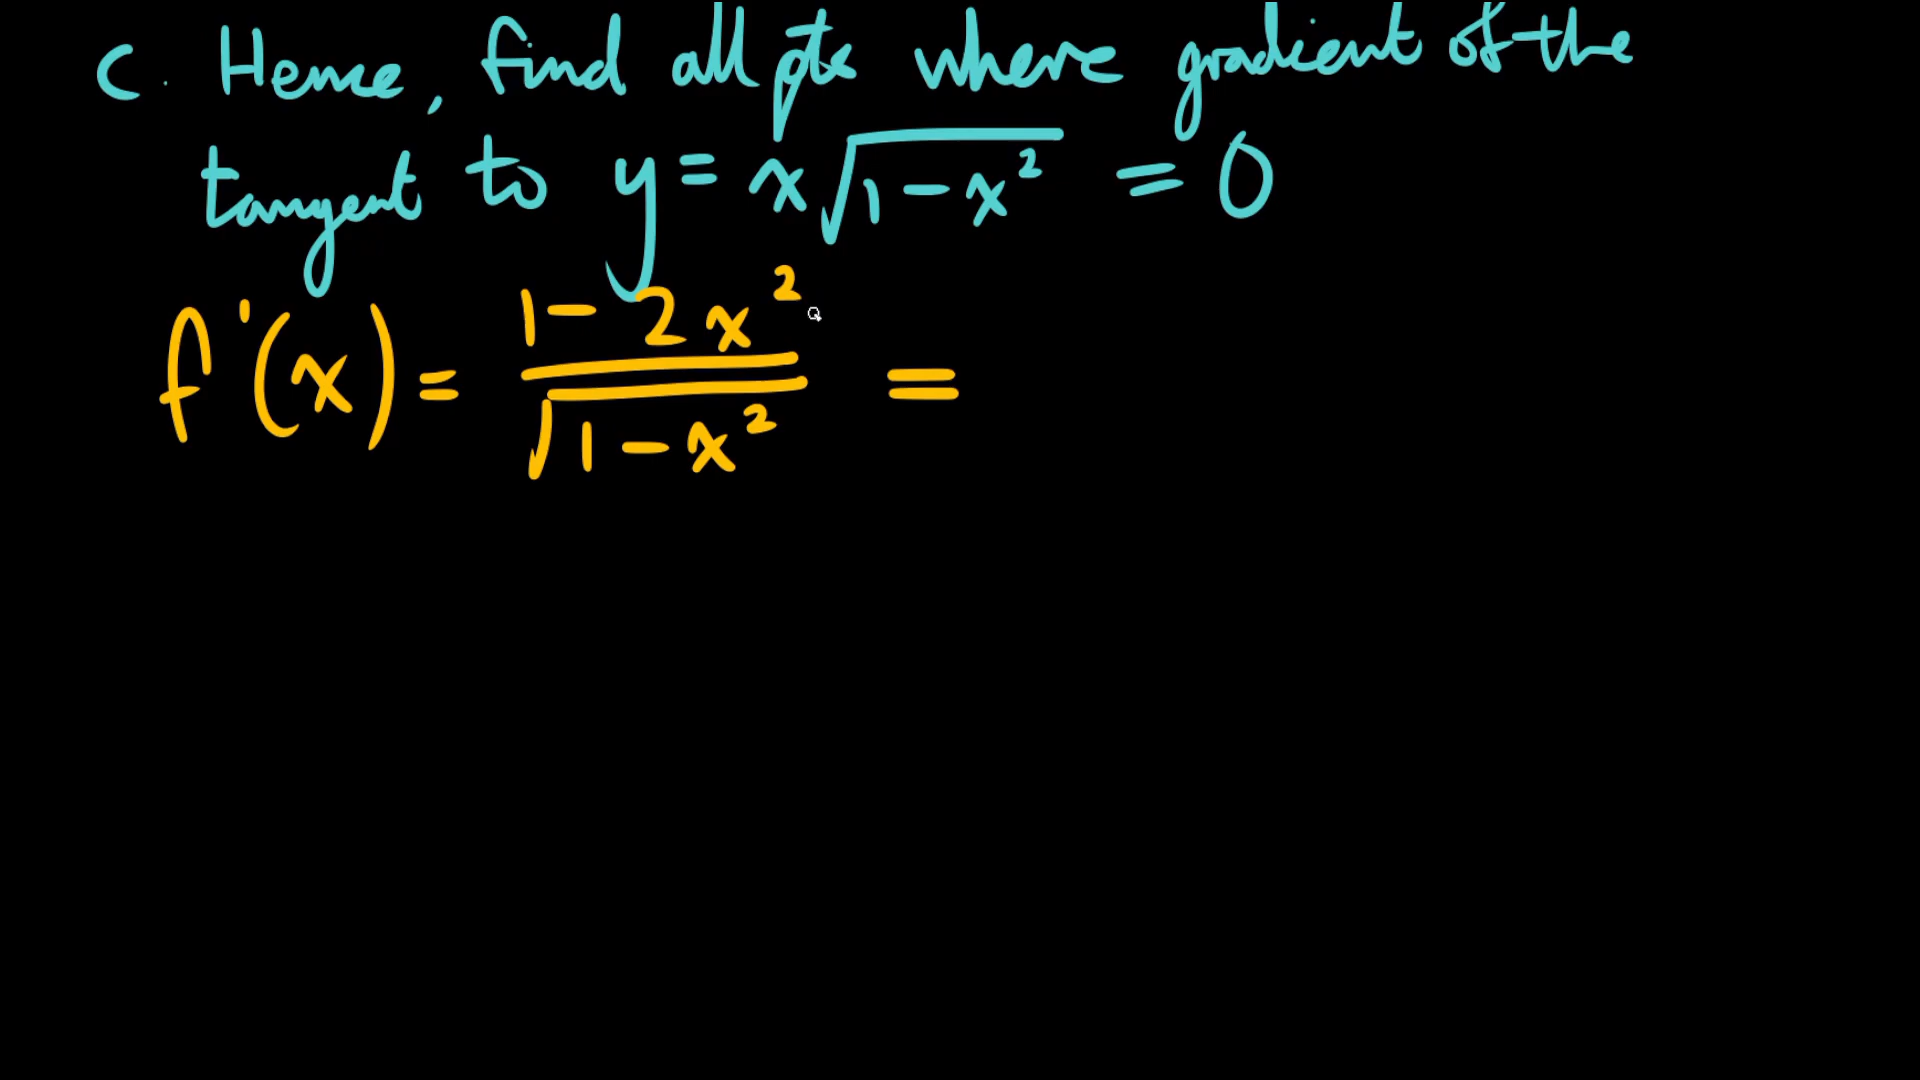 c. Hence, find all pts where gradient of the
tangent to y = x√(1 - x²) = 0
f'(x) = (1 - 2x²)/√(1 - x²) =